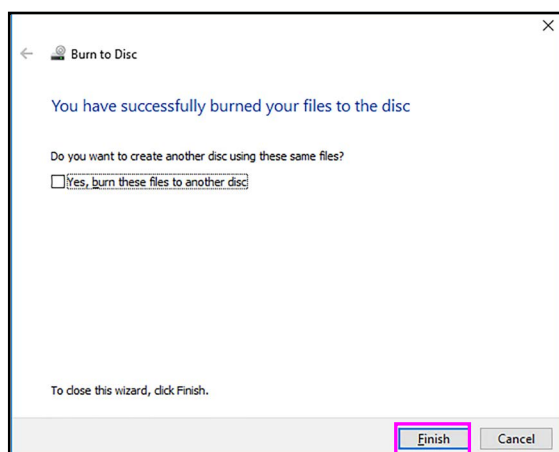 Burn to Disc
You have successfully burned your files to the disc
Do you want to create another disc using these same files?
Yes, burn these files to another disc
To close this wizard, click Finish.
Finish Cancel